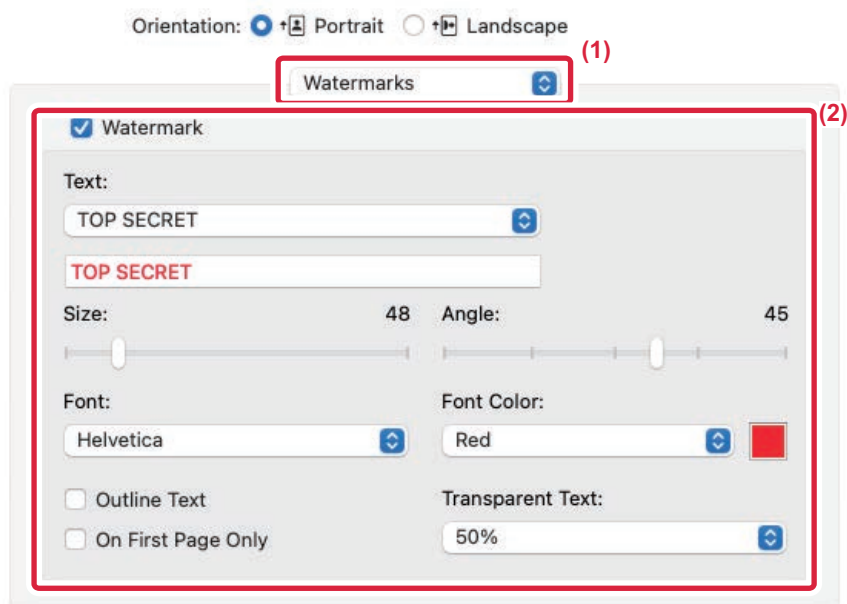 Orientation: Portrait Landscape
(1)
Watermarks
(2)
Watermark
Text:
TOP SECRET
TOP SECRET
Size: 48 Angle: 45
Font: Font Color:
Helvetica Red
Outline Text Transparent Text:
On First Page Only 50%